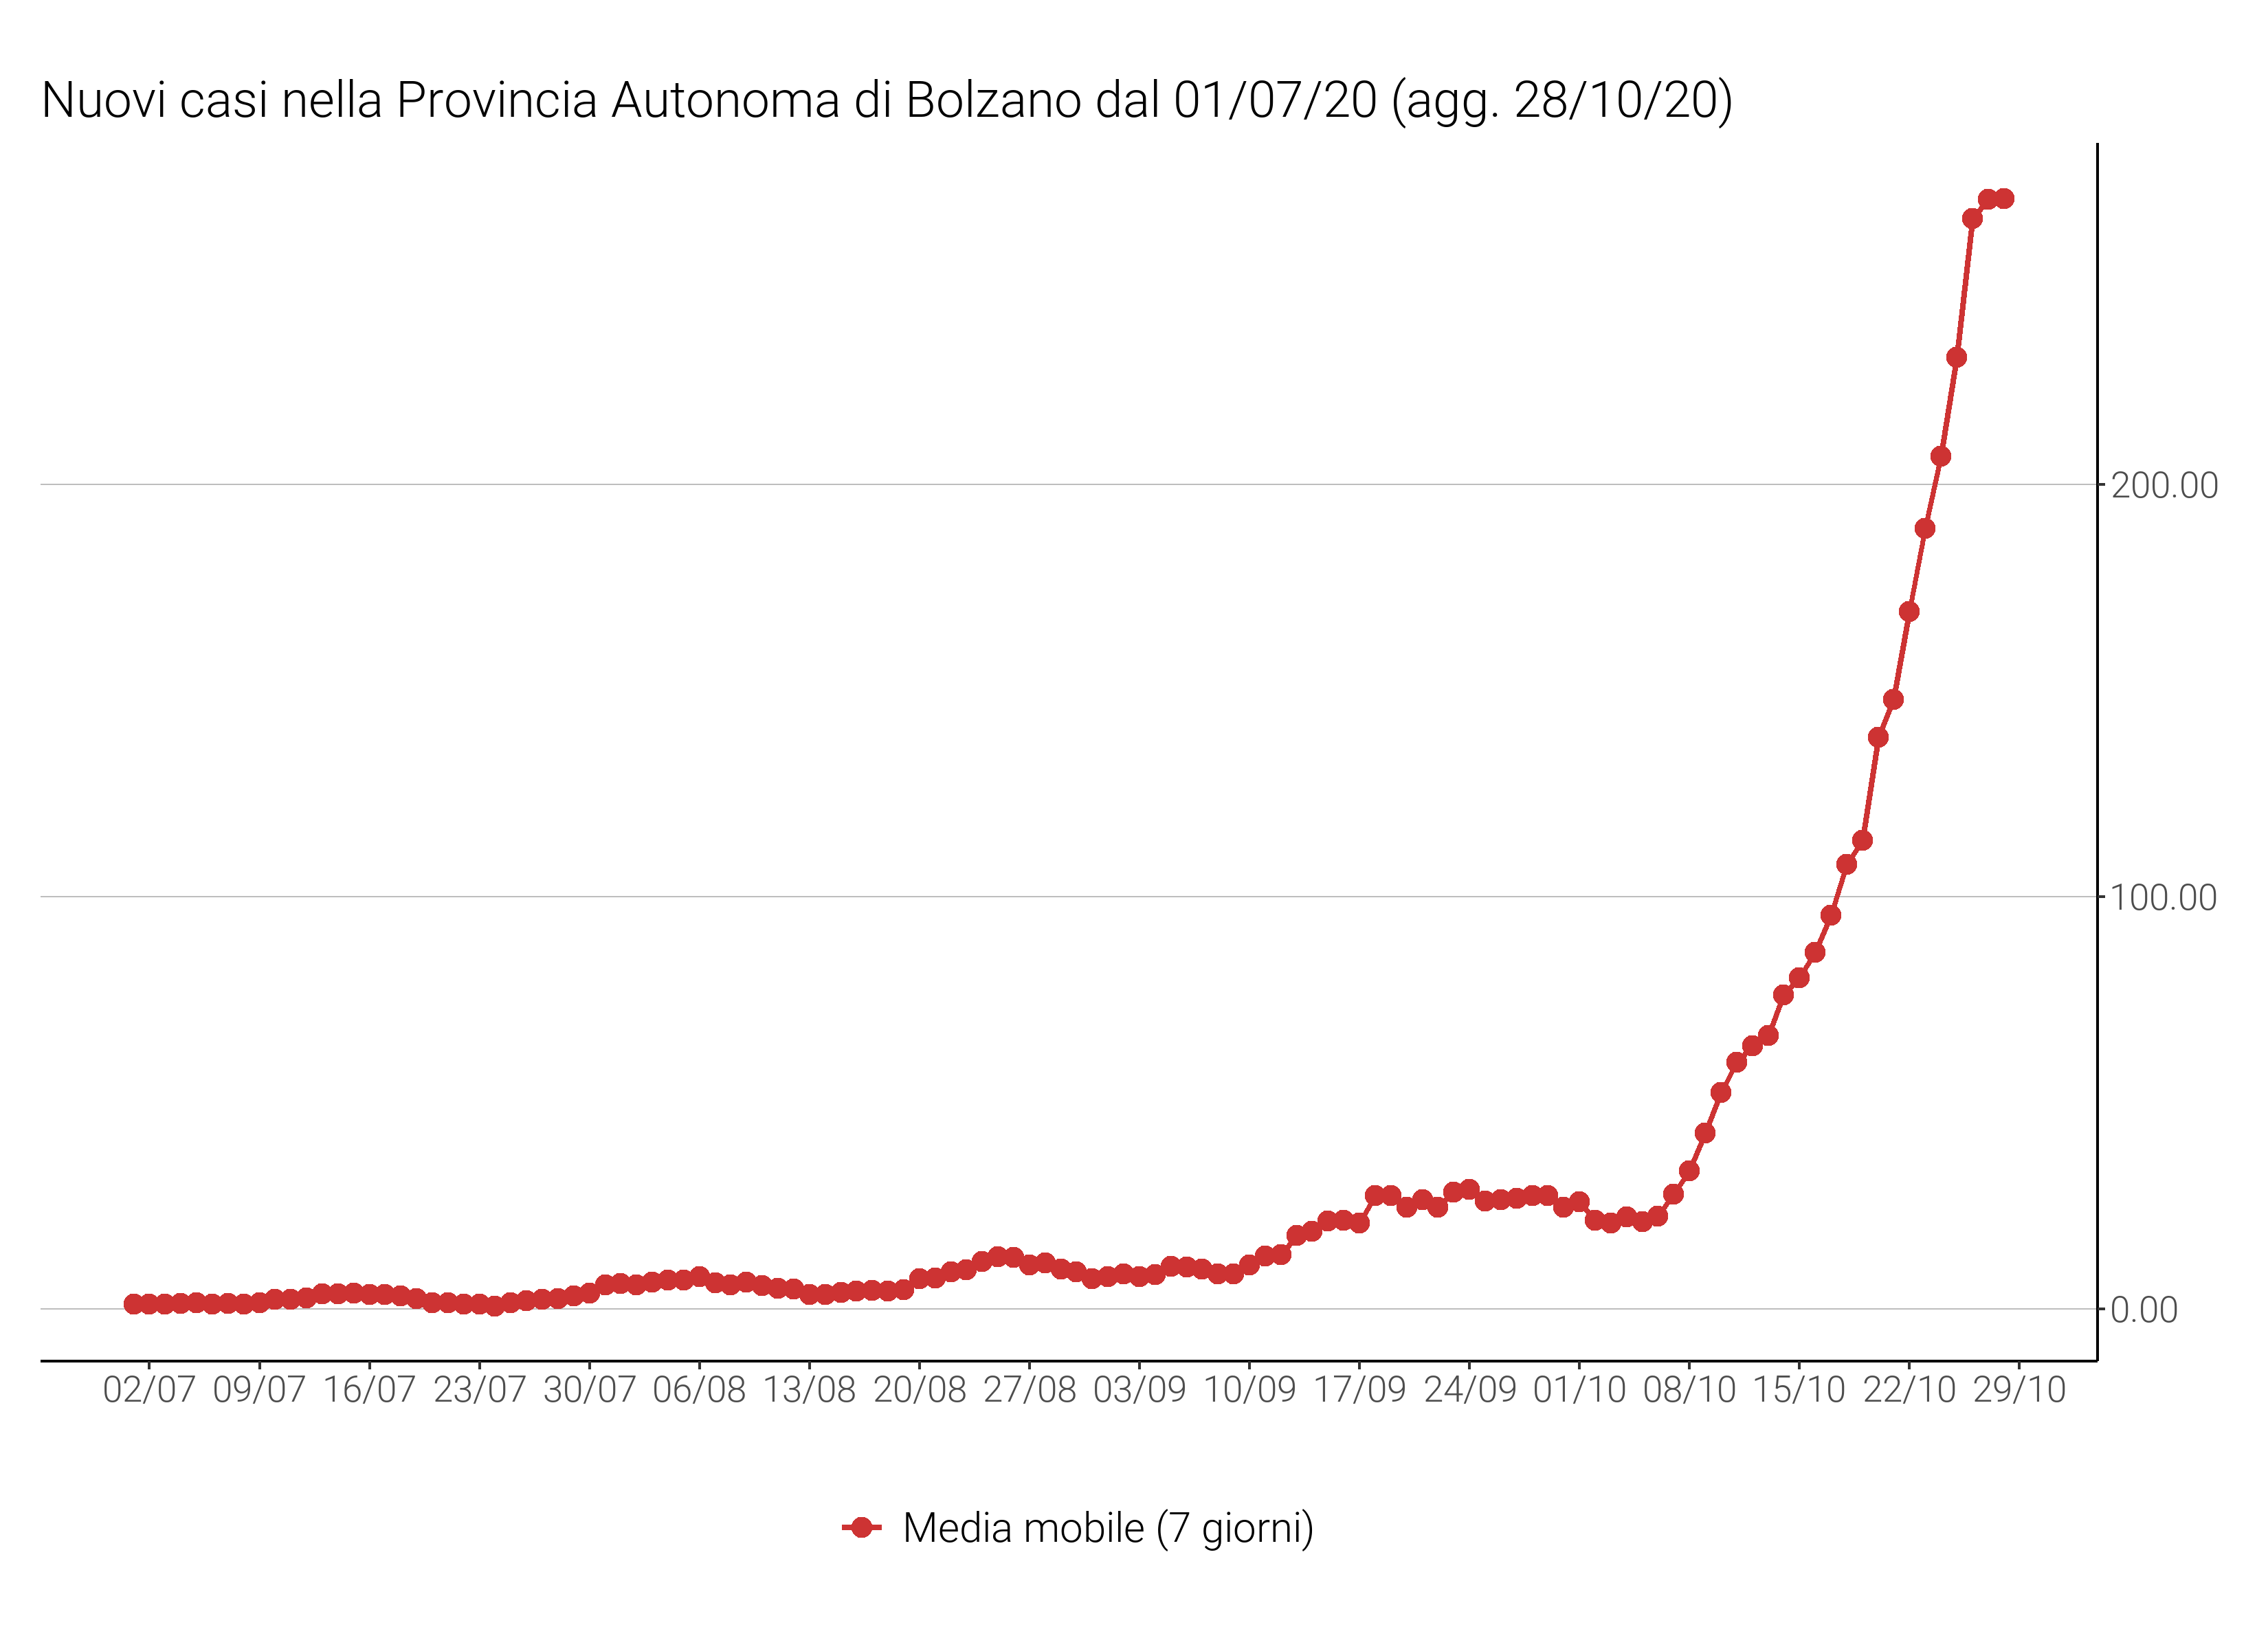 Nuovi casi nella Provincia Autonoma di Bolzano dal 01/07/20 (agg. 28/10/20)
200.00
100.00
0.00
02/07 09/07 16/07 23/07 30/07 06/08 13/08 20/08 27/08 03/09 10/09 17/09 24/09 01/10 08/10 15/10 22/10 29/10
Media mobile (7 giorni)